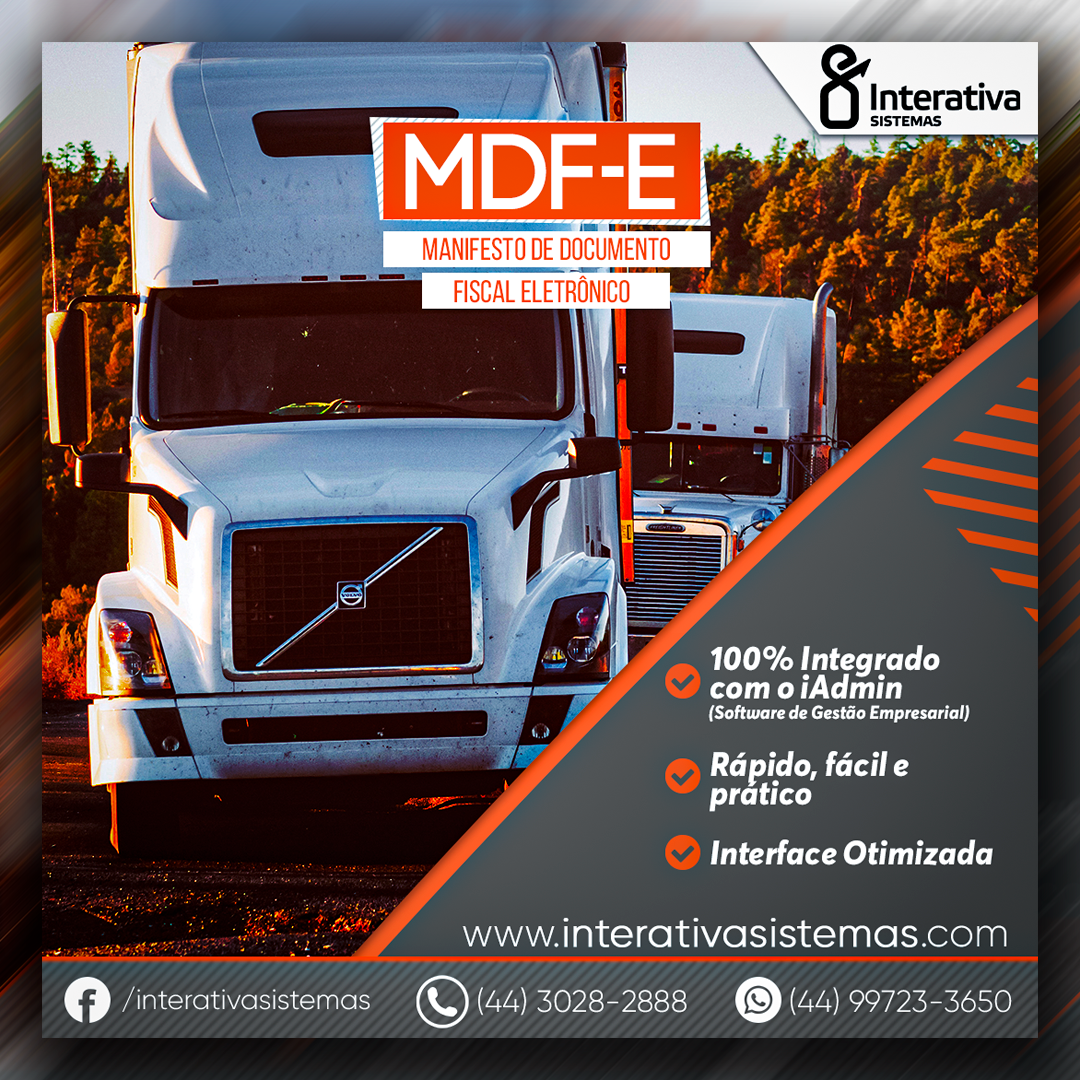 Interativa
SISTEMAS
MDF-E
MANIFESTO DE DOCUMENTO
FISCAL ELETRÔNICO
VOLVO
100% Integrado
com o iAdmin
(Software de Gestão Empresarial)
Rápido, fácil e
prático
Interface Otimizada
www.interativasistemas.com
/interativasistemas
(44) 3028-2888
(44) 99723-3650